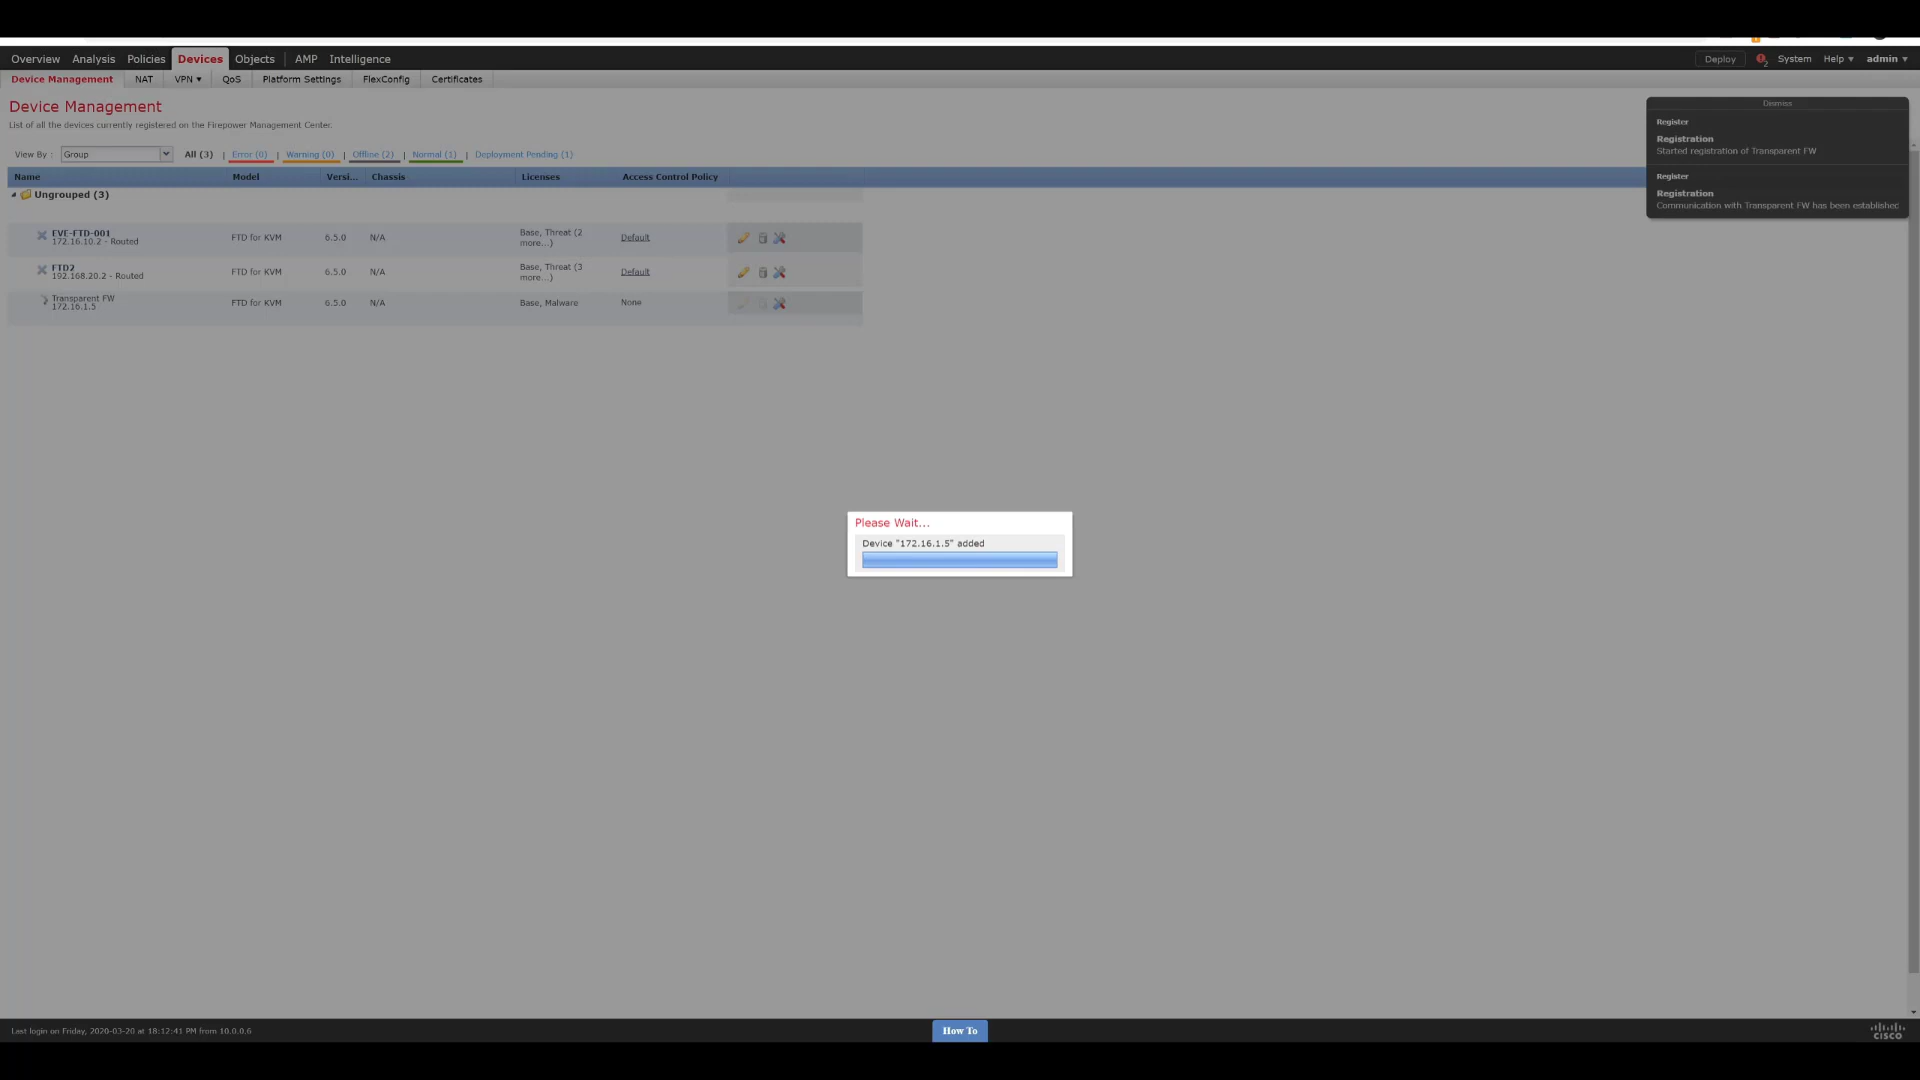 Overview Analysis Policies Devices Objects AMP Intelligence Deploy System Help admin
Device Management NAT VPN QoS Platform Settings FlexConfig Certificates
Device Management
List of all the devices currently registered on the Firepower Management Center.
Dismiss
Register
Registration
Started registration of Transparent FW
Register
Registration
Communication with Transparent FW has been established
View By : Group All (3) | Error (0) | Warning (0) | Offline (2) | Normal (1) | Deployment Pending (1)
Name Model Versi... Chassis Licenses Access Control Policy
Ungrouped (3)
EVE-FTD-001
172.16.10.2 - Routed
FTD for KVM 6.5.0 N/A
Base, Threat (2
more...)
Default
FTD2
192.168.20.2 - Routed
FTD for KVM 6.5.0 N/A
Base, Threat (3
more...)
Default
Transparent FW
172.16.1.5
FTD for KVM 6.5.0 N/A Base, Malware None
Please Wait...
Device "172.16.1.5" added
Last login on Friday, 2020-03-20 at 18:12:41 PM from 10.0.0.6
How To
CISCO